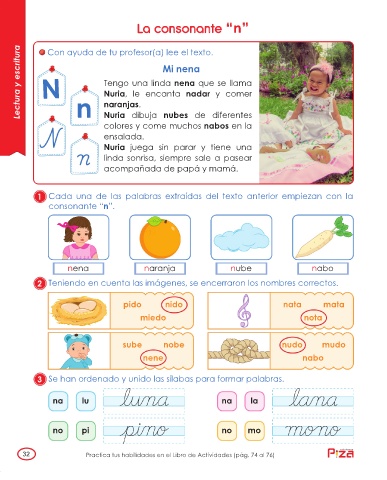 La consonante “n”
Lectura y escritura
Con ayuda de tu profesor(a) lee el texto.
Mi nena
N
n
N
n
Tengo una linda nena que se llama
Nuria, le encanta nadar y comer
naranjas.
Nuria dibuja nubes de diferentes
colores y come muchos nabos en la
ensalada.
Nuria juega sin parar y tiene una
linda sonrisa, siempre sale a pasear
acompañada de papá y mamá.
1 Cada una de las palabras extraídas del texto anterior empiezan con la
consonante “n”.
nena naranja nube nabo
2 Teniendo en cuenta las imágenes, se encerraron los nombres correctos.
pido nido
miedo
nata mata
nota
sube nobe
nene
nudo mudo
nabo
3 Se han ordenado y unido las sílabas para formar palabras.
na lu luna
na la lana
no pi pino
no mo mono
32
Practica tus habilidades en el Libro de Actividades (pág. 74 al 76)
Piza